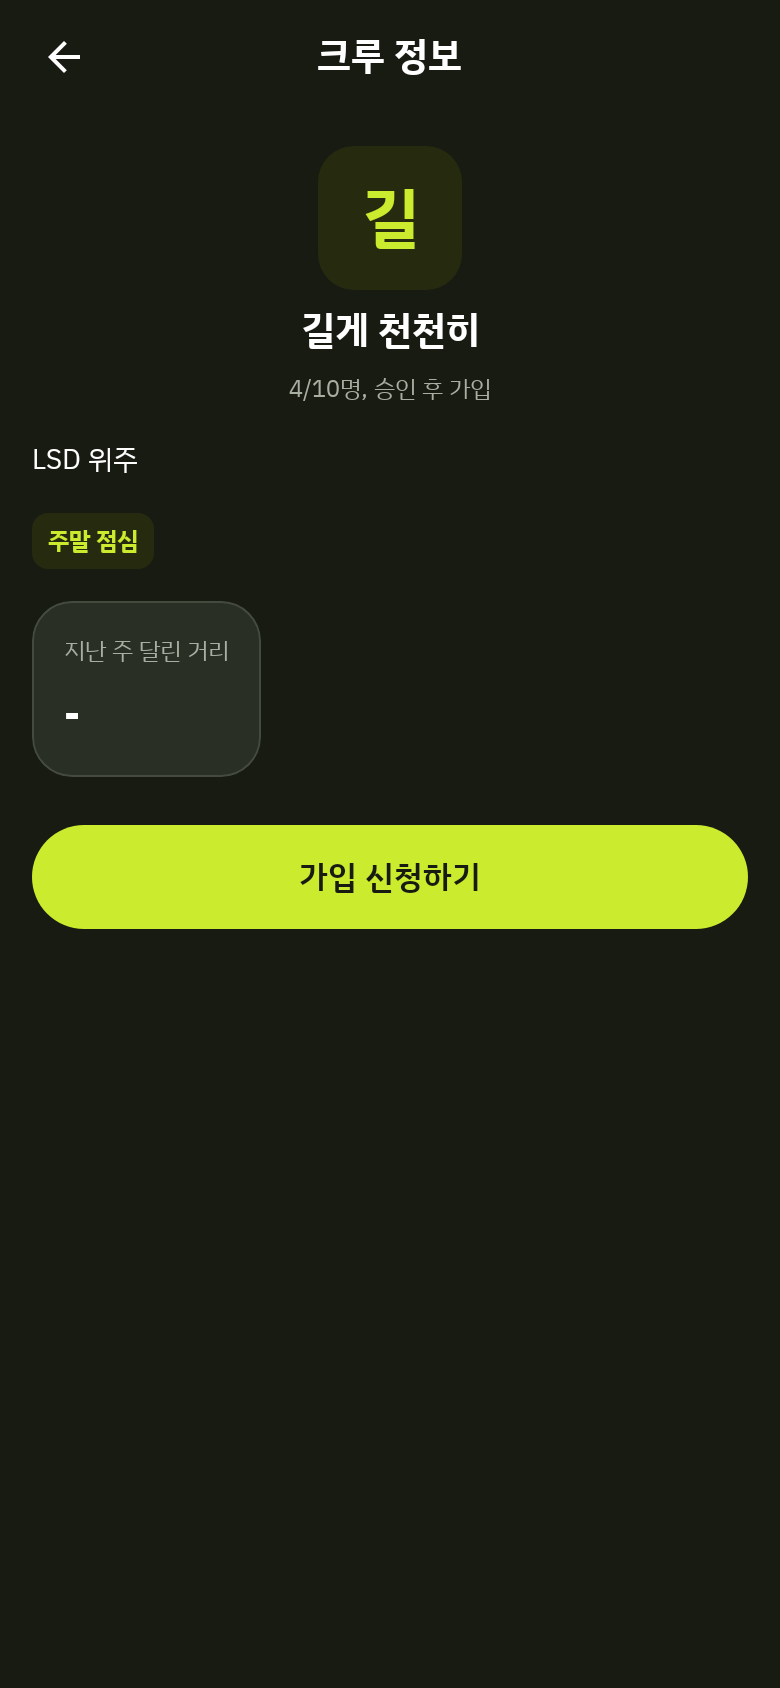 크루 정보
길
길게 천천히
4/10명, 승인 후 가입
LSD 위주
주말 점심
지난 주 달린 거리
-
가입 신청하기